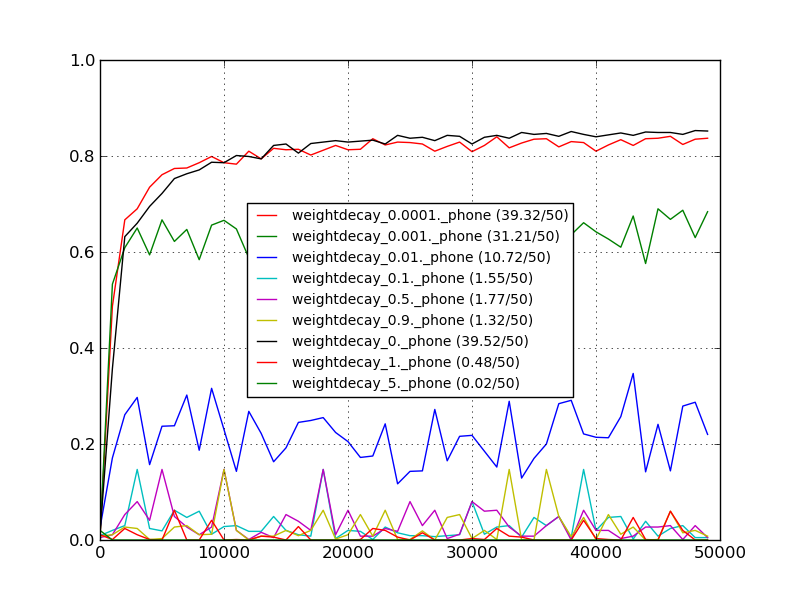 1.0
0.8
0.6
0.4
0.2
0.0
weightdecay_0.0001._phone (39.32/50)
weightdecay_0.001._phone (31.21/50)
weightdecay_0.01._phone (10.72/50)
weightdecay_0.1._phone (1.55/50)
weightdecay_0.5._phone (1.77/50)
weightdecay_0.9._phone (1.32/50)
weightdecay_0._phone (39.52/50)
weightdecay_1._phone (0.48/50)
weightdecay_5._phone (0.02/50)
0 10000 20000 30000 40000 50000